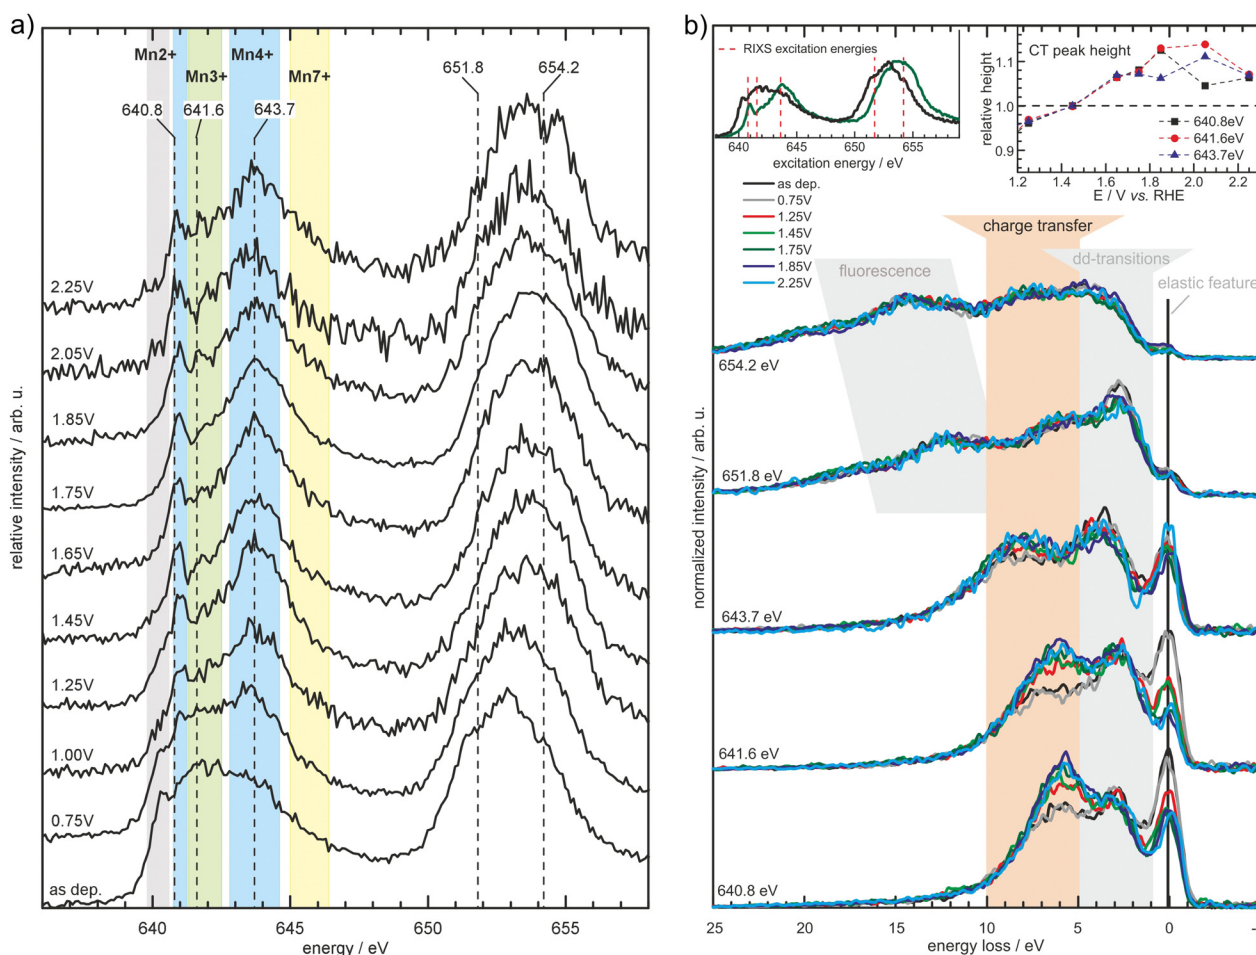 a)
Mn2+
Mn3+
Mn4+
Mn7+
640.8
641.6
643.7
651.8
654.2
2.25V
2.05V
1.85V
1.75V
1.65V
1.45V
1.25V
1.00V
0.75V
as dep.
relative intensity / arb. u.
640
645
650
655
energy / eV
b)
RIXS excitation energies
640
645
650
655
excitation energy / eV
CT peak height
1.1
1.0
0.9
relative height
640.8eV
641.6eV
643.7eV
1.2
1.4
1.6
1.8
2.0
2.2
E / V vs. RHE
as dep.
0.75V
1.25V
1.45V
1.75V
1.85V
2.25V
charge transfer
dd-transitions
fluorescence
elastic feature
654.2 eV
651.8 eV
643.7 eV
641.6 eV
640.8 eV
normalized intensity / arb. u.
25
20
15
10
5
0
energy loss / eV